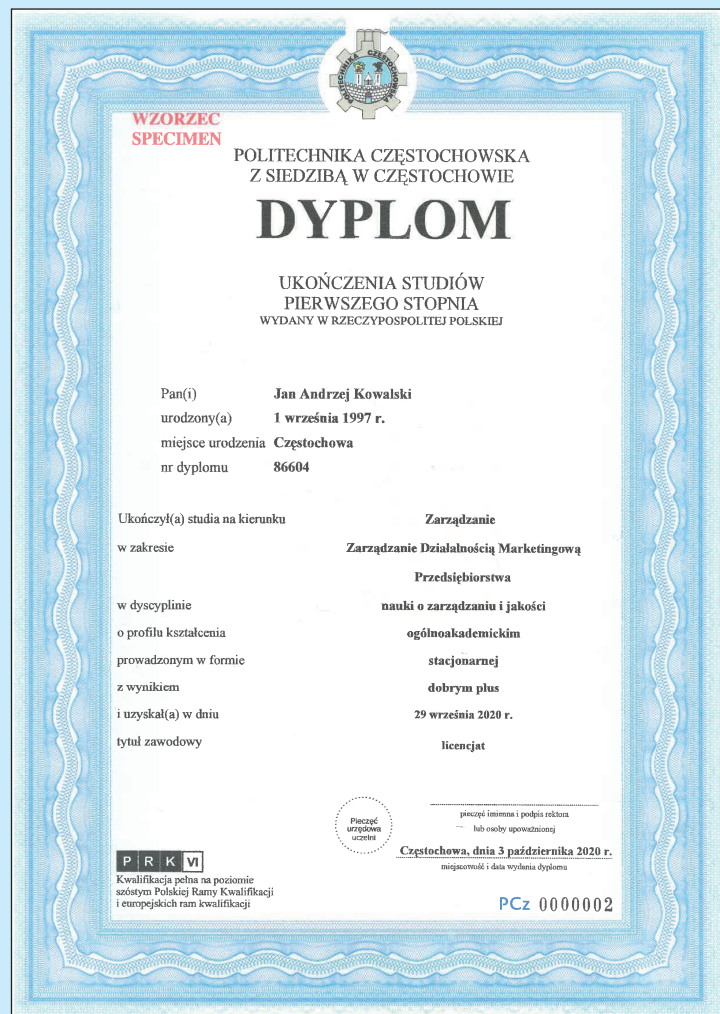 POLITECHNIKA CZĘSTOCHOWSKA
WZORZEC
SPECIMEN
POLITECHNIKA CZĘSTOCHOWSKA
Z SIEDZIBĄ W CZĘSTOCHOWIE
DYPLOM
UKOŃCZENIA STUDIÓW
PIERWSZEGO STOPNIA
WYDANY W RZECZYPOSPOLITEJ POLSKIEJ
Pan(i) Jan Andrzej Kowalski
urodzony(a) 1 września 1997 r.
miejsce urodzenia Częstochowa
nr dyplomu 86604
Ukończył(a) studia na kierunku Zarządzanie
w zakresie Zarządzanie Działalnością Marketingową
Przedsiębiorstwa
w dyscyplinie nauki o zarządzaniu i jakości
o profilu kształcenia ogólnoakademickim
prowadzonym w formie stacjonarnej
z wynikiem dobrym plus
i uzyskał(a) w dniu 29 września 2020 r.
tytuł zawodowy licencjat
Pieczęć
urzędowa
uczelni
pieczęć imienna i podpis rektora
lub osoby upoważnionej
Częstochowa, dnia 3 października 2020 r.
miejscowość i data wydania dyplomu
PRK VI
Kwalifikacja pełna na poziomie
szóstym Polskiej Ramy Kwalifikacji
i europejskich ram kwalifikacji
PCz 0000002